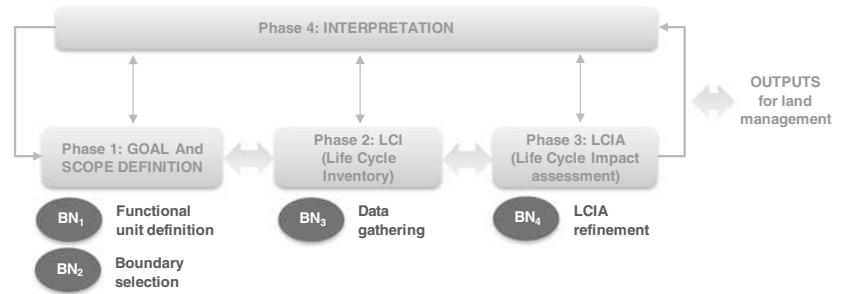 Phase 4: INTERPRETATION
OUTPUTS
for land
management
Phase 1: GOAL And
SCOPE DEFINITION
Phase 2: LCI
(Life Cycle
Inventory)
Phase 3: LCIA
(Life Cycle Impact
assessment)
BN₁
Functional
unit definition
BN₃
Data
gathering
BN₄
LCIA
refinement
BN₂
Boundary
selection